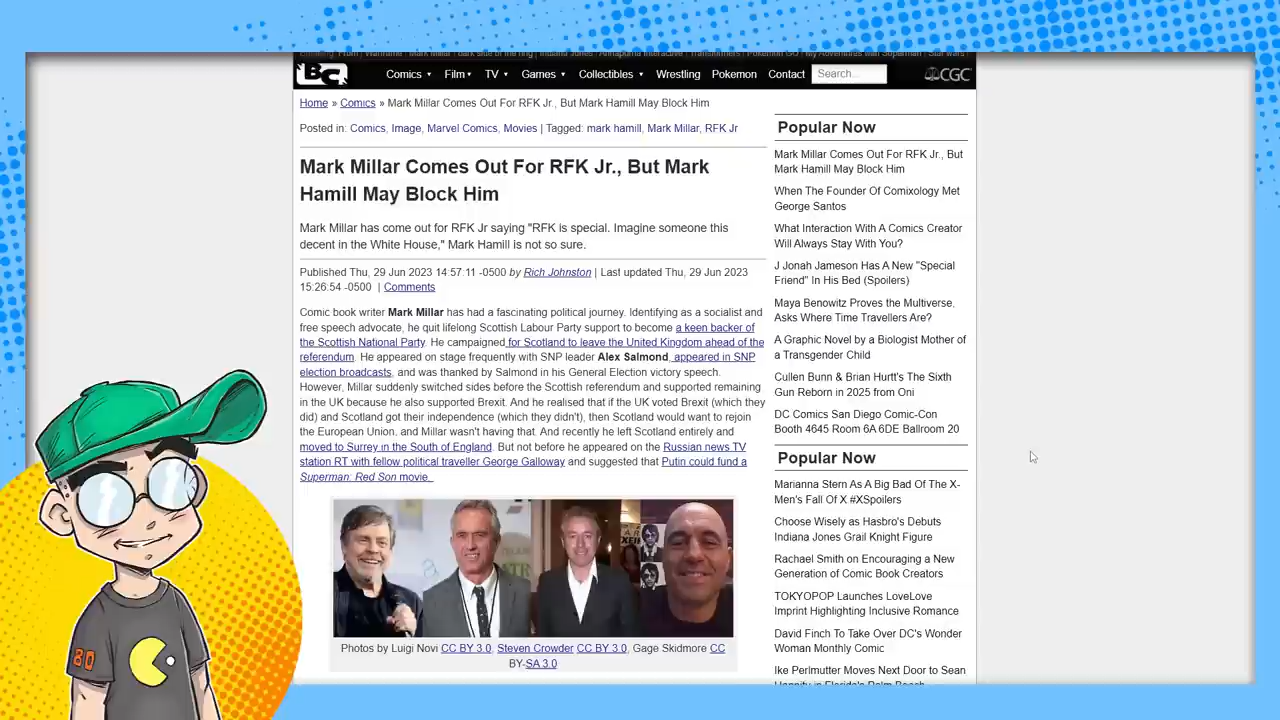 BC
Comics
Film
TV
Games
Collectibles
Wrestling
Pokemon
Contact
Search...
CGC
Home » Comics » Mark Millar Comes Out For RFK Jr., But Mark Hamill May Block Him
Posted in: Comics, Image, Marvel Comics, Movies | Tagged: mark hamill, Mark Millar, RFK Jr
Mark Millar Comes Out For RFK Jr., But Mark
Hamill May Block Him
Mark Millar has come out for RFK Jr saying "RFK is special. Imagine someone this
decent in the White House," Mark Hamill is not so sure.
Published Thu, 29 Jun 2023 14:57:11 -0500 by Rich Johnston | Last updated Thu, 29 Jun 2023
15:26:54 -0500 | Comments
Comic book writer Mark Millar has had a fascinating political journey. Identifying as a socialist and
free speech advocate, he quit lifelong Scottish Labour Party support to become a keen backer of
the Scottish National Party. He campaigned for Scotland to leave the United Kingdom ahead of the
referendum. He appeared on stage frequently with SNP leader Alex Salmond, appeared in SNP
election broadcasts, and was thanked by Salmond in his General Election victory speech.
However, Millar suddenly switched sides before the Scottish referendum and supported remaining
in the UK because he also supported Brexit. And he realised that if the UK voted Brexit (which they
did) and Scotland got their independence (which they didn't), then Scotland would want to rejoin
the European Union, and Millar wasn't having that. And recently he left Scotland entirely and
moved to Surrey in the South of England. But not before he appeared on the Russian news TV
station RT with fellow political traveller George Galloway and suggested that Putin could fund a
Superman: Red Son movie.
Photos by Luigi Novi CC BY 3.0, Steven Crowder CC BY 3.0, Gage Skidmore CC
BY-SA 3.0
Popular Now
Mark Millar Comes Out For RFK Jr., But
Mark Hamill May Block Him
When The Founder Of Comixology Met
George Santos
What Interaction With A Comics Creator
Will Always Stay With You?
J Jonah Jameson Has A New "Special
Friend" In His Bed (Spoilers)
Maya Benowitz Proves the Multiverse.
Asks Where Time Travellers Are?
A Graphic Novel by a Biologist Mother of
a Transgender Child
Cullen Bunn & Brian Hurtt's The Sixth
Gun Reborn in 2025 from Oni
DC Comics San Diego Comic-Con
Booth 4645 Room 6A 6DE Ballroom 20
Popular Now
Marianna Stern As A Big Bad Of The X-
Men's Fall Of X #XSpoilers
Choose Wisely as Hasbro's Debuts
Indiana Jones Grail Knight Figure
Rachael Smith on Encouraging a New
Generation of Comic Book Creators
TOKYOPOP Launches LoveLove
Imprint Highlighting Inclusive Romance
David Finch To Take Over DC's Wonder
Woman Monthly Comic
Ike Perlmutter Moves Next Door to Sean
80